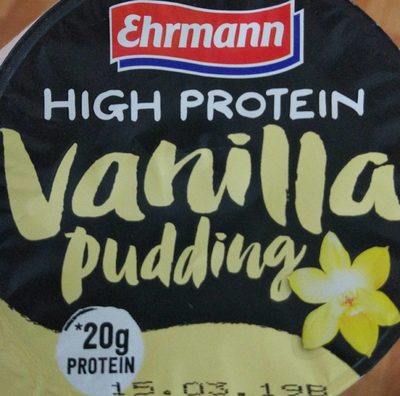 Ehrmann
HIGH PROTEIN
Vanilla
pudding
*20g
PROTEIN
15.03.19B